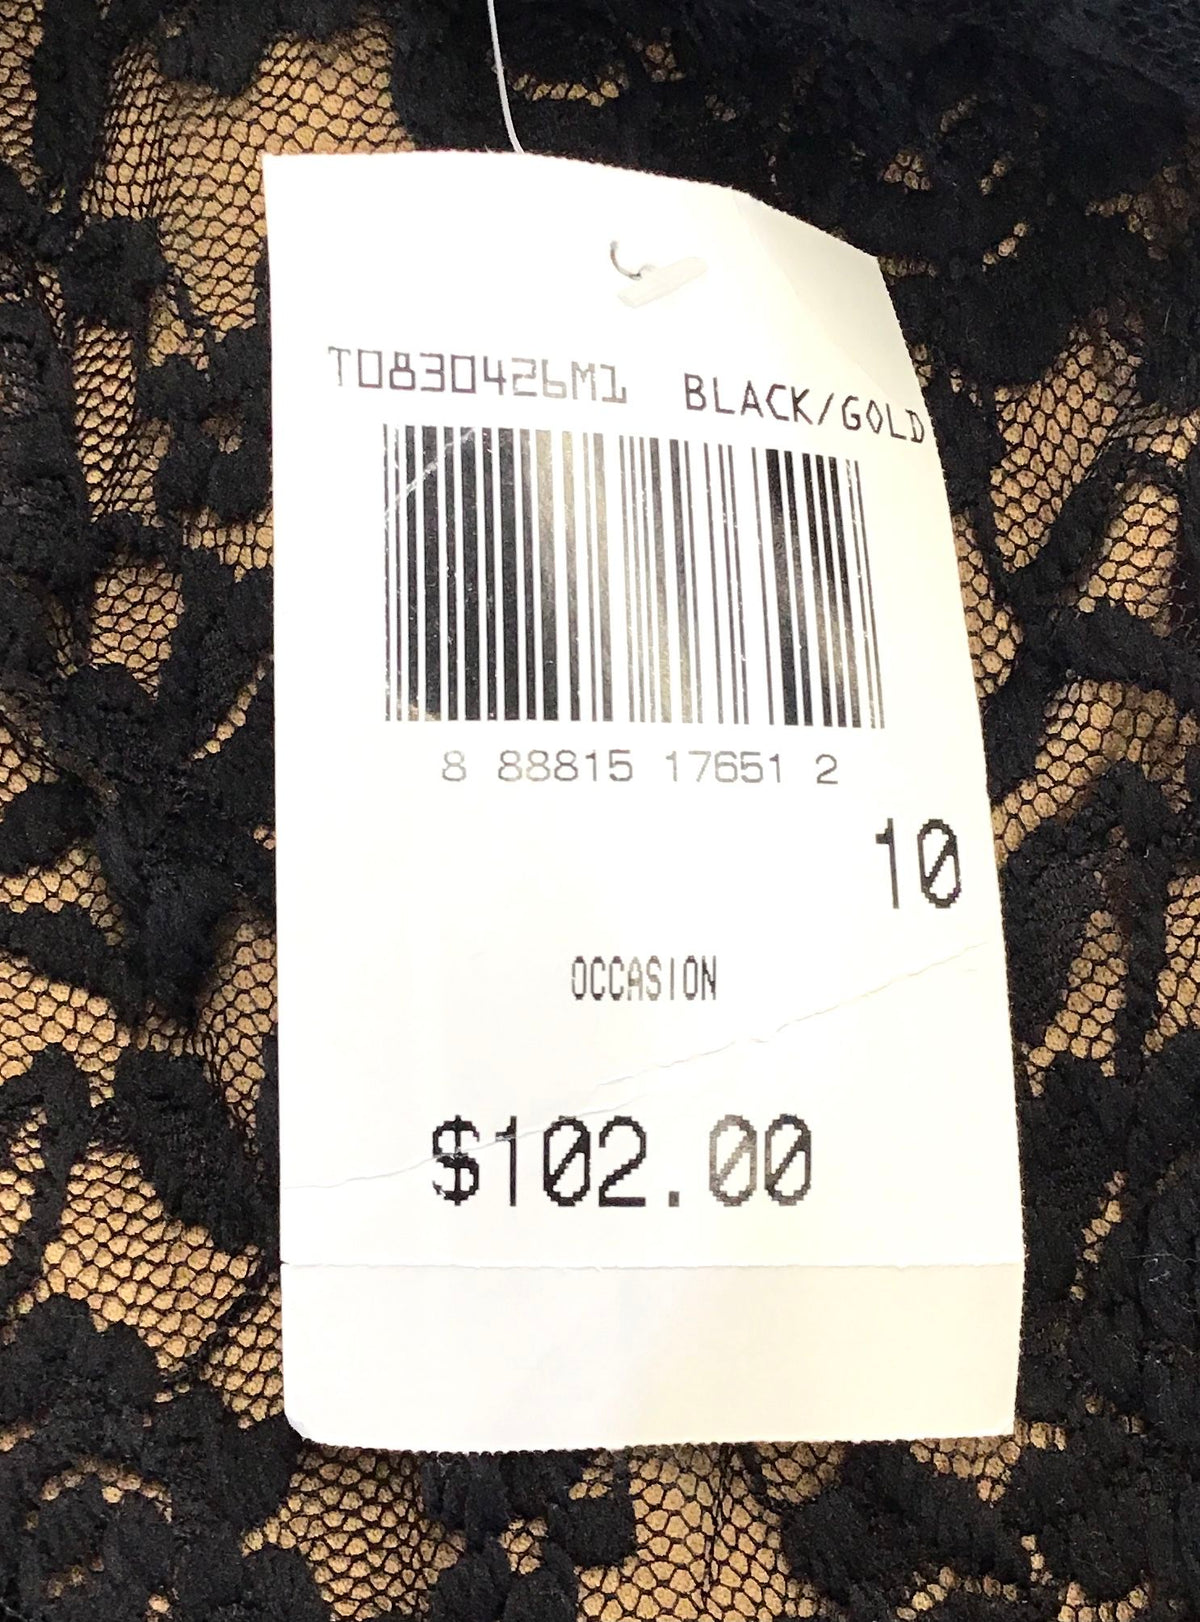 T0830426M1 BLACK/GOLD
8 88815 17651 2
10
OCCASION
$102.00